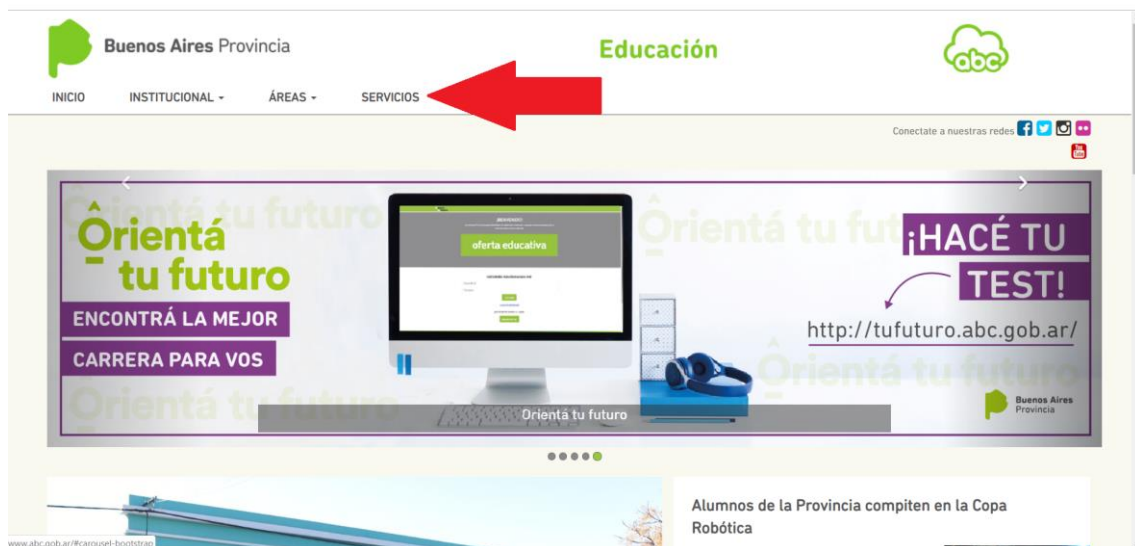 Buenos Aires Provincia
Educación
abc
INICIO INSTITUCIONAL ÁREAS SERVICIOS
Conectate a nuestras redes
You Tube
Orientá
tu futuro
ENCONTRÁ LA MEJOR
CARRERA PARA VOS
oferta educativa
Orientá tu futuro
¡HACÉ TU
TEST!
http://tufuturo.abc.gob.ar/
Buenos Aires
Provincia
Orientá tu futuro
Alumnos de la Provincia compiten en la Copa
Robótica
www.abc.gob.ar/#carousel-bootstrap